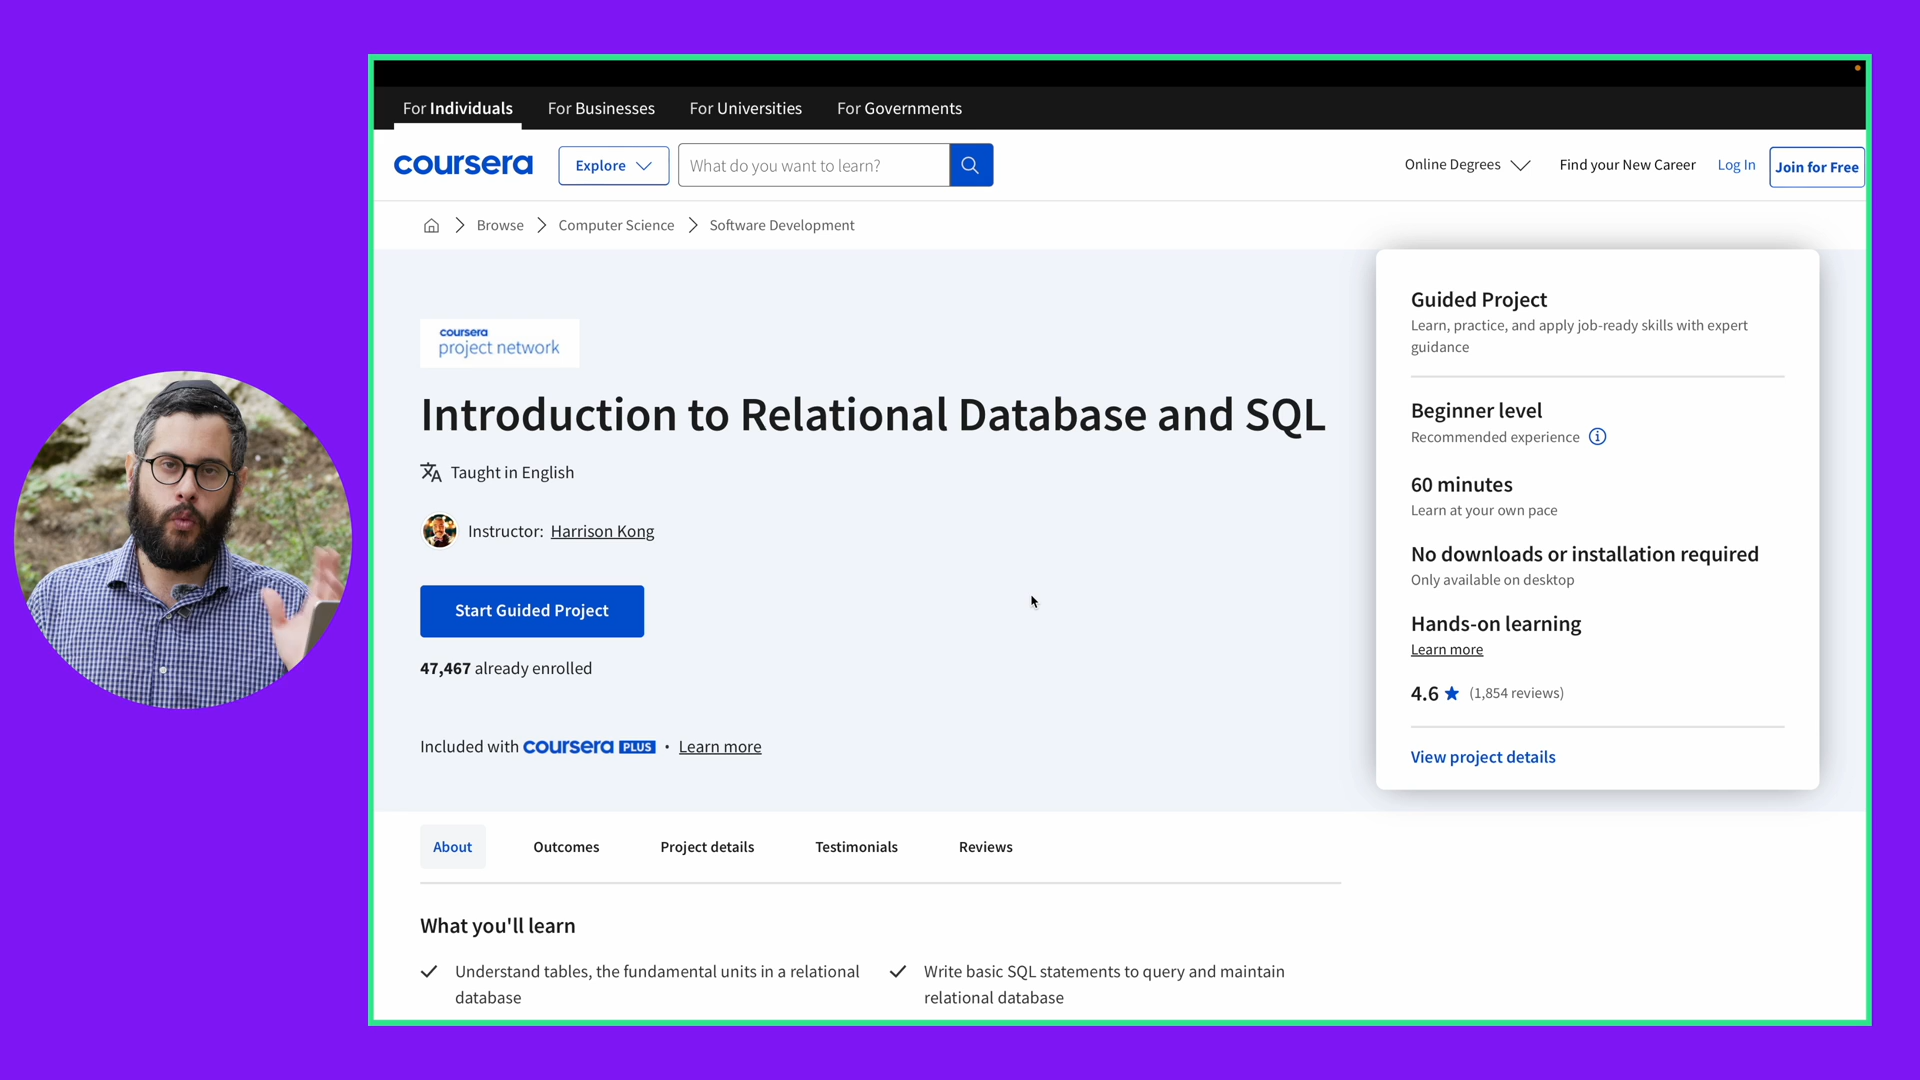 For Individuals
For Businesses
For Universities
For Governments
coursera
Explore
What do you want to learn?
Online Degrees
Find your New Career
Log In
Join for Free
Browse
Computer Science
Software Development
coursera
project network
Introduction to Relational Database and SQL
Taught in English
Instructor: Harrison Kong
Start Guided Project
47,467 already enrolled
Included with coursera PLUS • Learn more
Guided Project
Learn, practice, and apply job-ready skills with expert
guidance
Beginner level
Recommended experience
60 minutes
Learn at your own pace
No downloads or installation required
Only available on desktop
Hands-on learning
Learn more
4.6 ★ (1,854 reviews)
View project details
About
Outcomes
Project details
Testimonials
Reviews
What you'll learn
Understand tables, the fundamental units in a relational
database
Write basic SQL statements to query and maintain
relational database